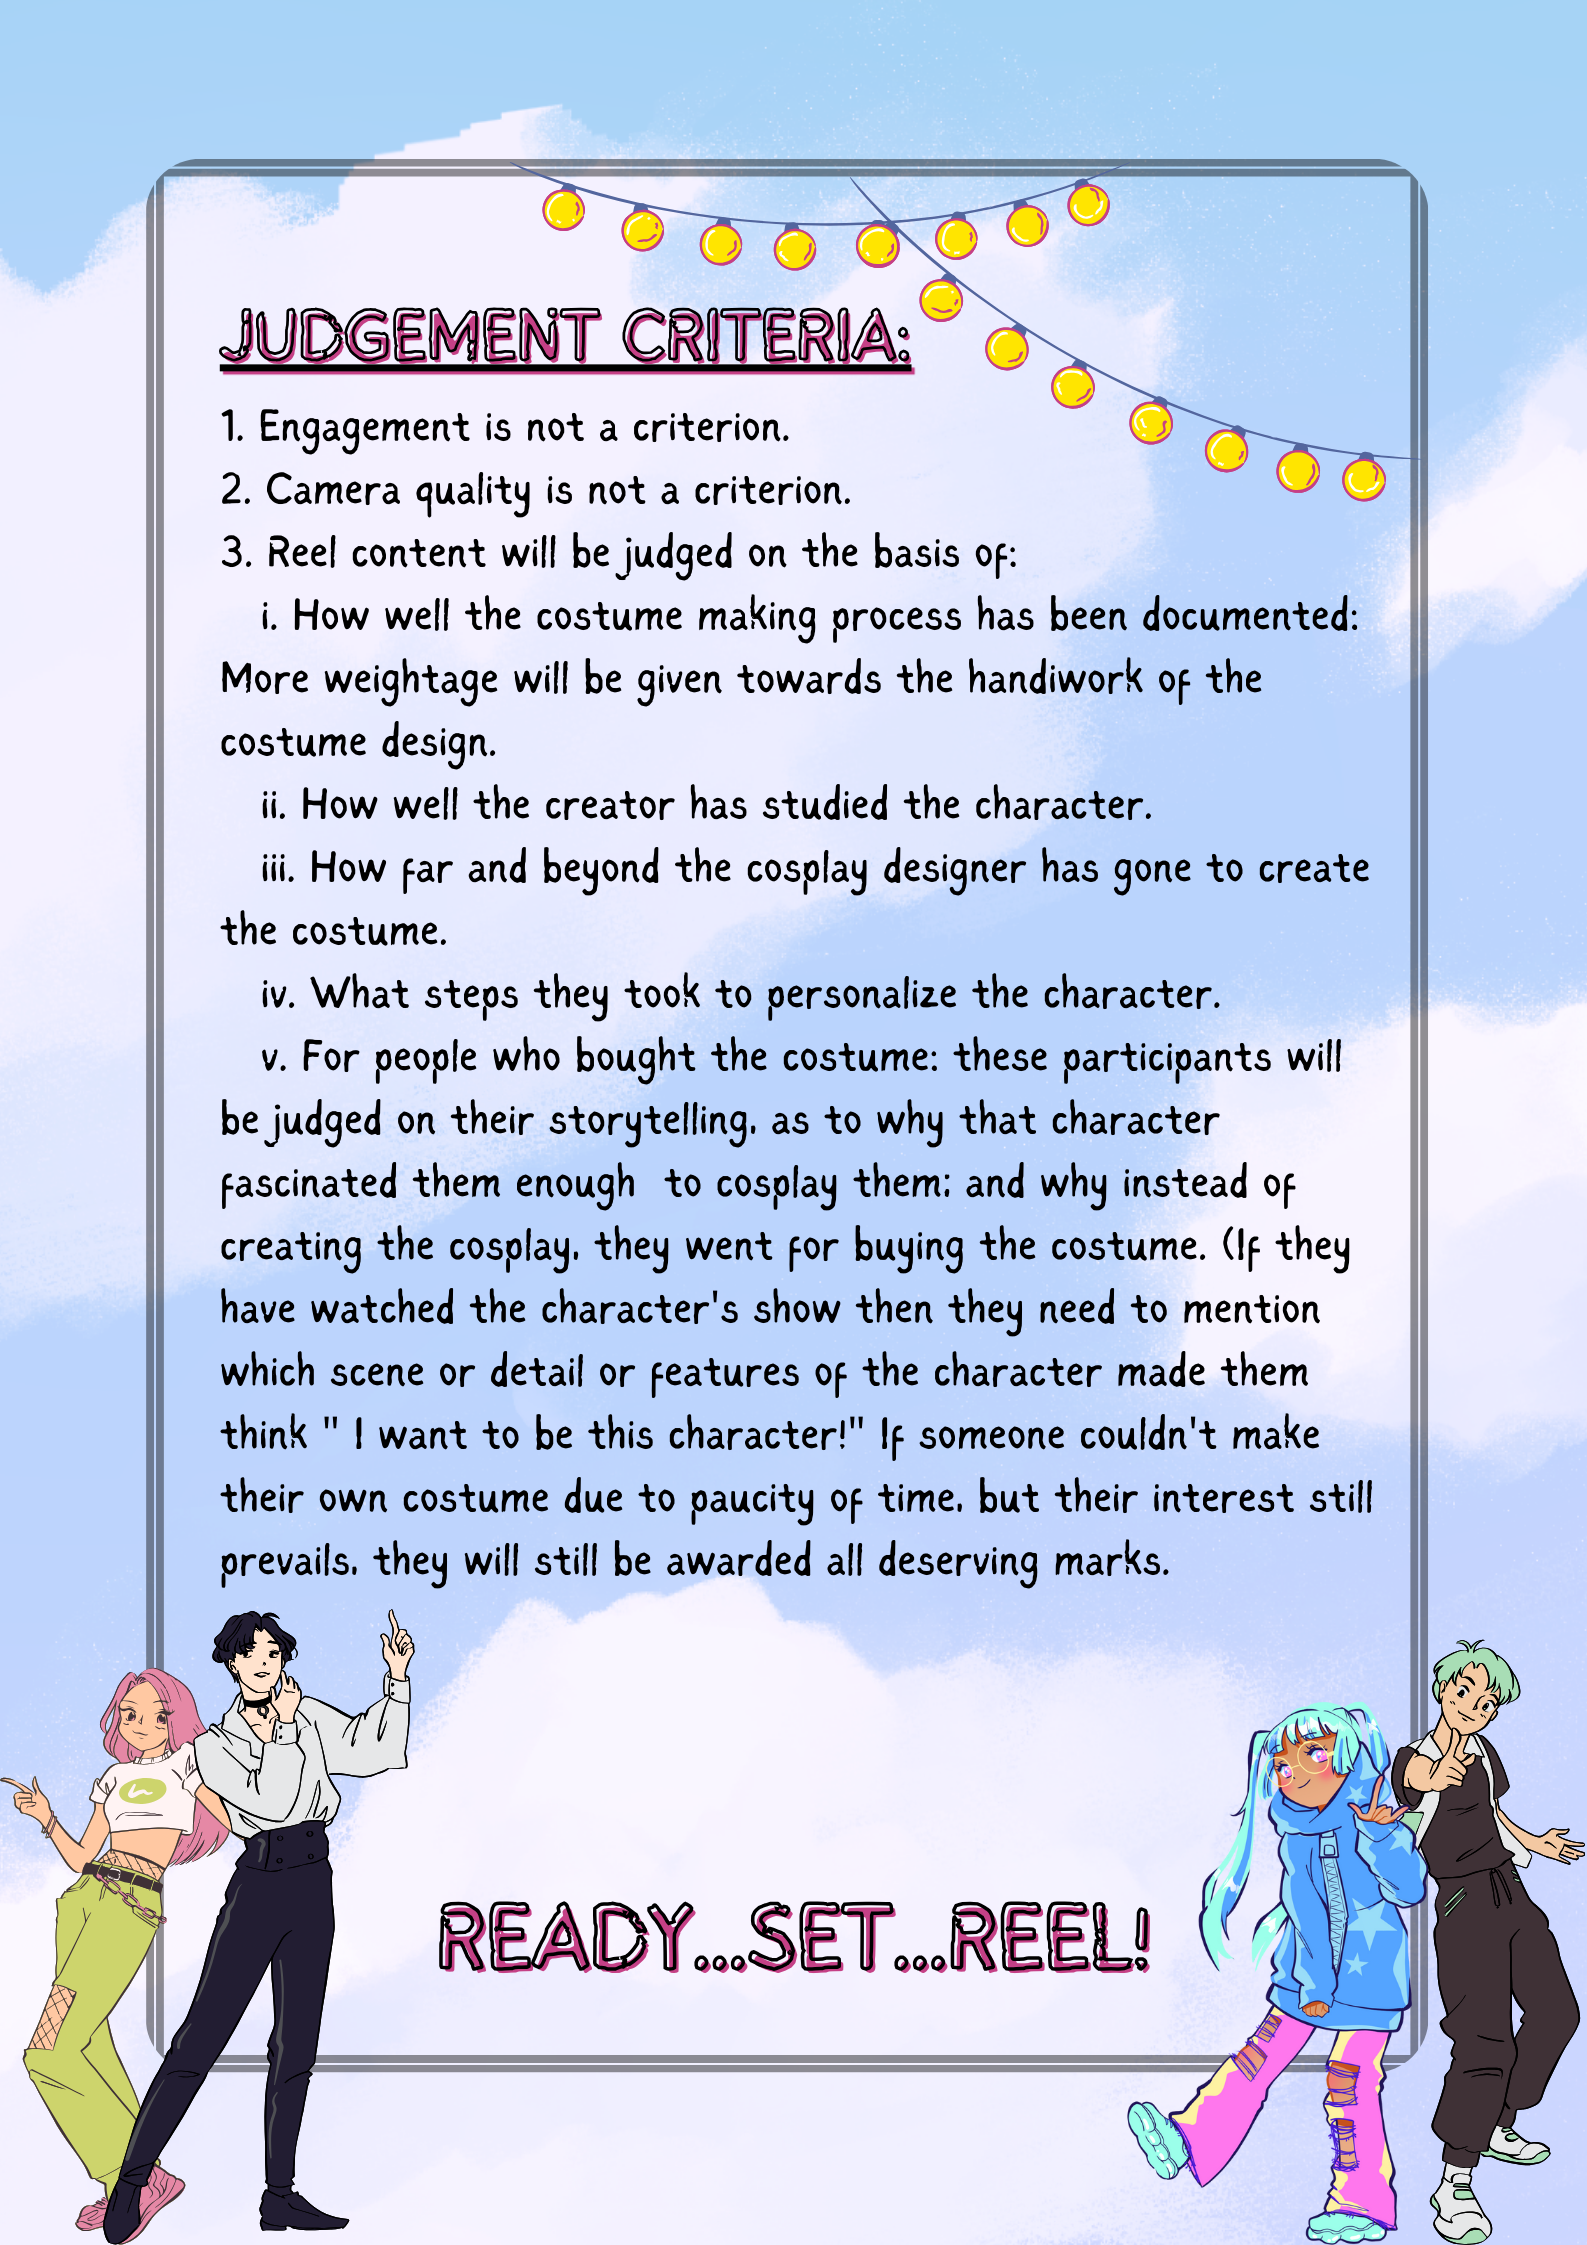 JUDGEMENT CRITERIA:
1. Engagement is not a criterion.
2. Camera quality is not a criterion.
3. Reel content will be judged on the basis of:
i. How well the costume making process has been documented:
More weightage will be given towards the handiwork of the
costume design.
ii. How well the creator has studied the character.
iii. How far and beyond the cosplay designer has gone to create
the costume.
iv. What steps they took to personalize the character.
v. For people who bought the costume: these participants will
be judged on their storytelling, as to why that character
fascinated them enough  to cosplay them; and why instead of
creating the cosplay, they went for buying the costume. (If they
have watched the character's show then they need to mention
which scene or detail or features of the character made them
think " I want to be this character!" If someone couldn't make
their own costume due to paucity of time, but their interest still
prevails, they will still be awarded all deserving marks.
READY...SET...REEL!